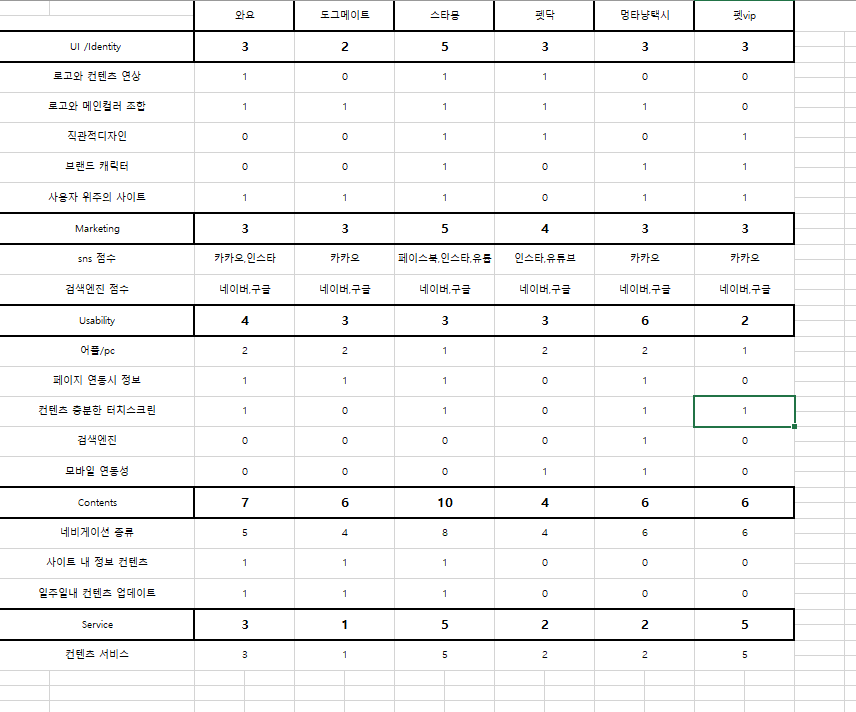 와요 도그메이트 스타몽 펫닥 멍타냥택시 펫vip
UI /Identity 3 2 5 3 3 3
로고와 컨텐츠 연상 1 0 1 1 0 0
로고와 메인컬러 조합 1 1 1 1 1 0
직관적디자인 0 0 1 1 0 1
브랜드 캐릭터 0 0 1 0 1 1
사용자 위주의 사이트 1 1 1 0 1 1
Marketing 3 3 5 4 3 3
sns 점수 카카오,인스타 카카오 페이스북,인스타,유튭 인스타,유튜브 카카오 카카오
검색엔진 점수 네이버,구글 네이버,구글 네이버,구글 네이버,구글 네이버,구글 네이버,구글
Usability 4 3 3 3 6 2
어플/pc 2 2 1 2 2 1
페이지 연동시 정보 1 1 1 0 1 0
컨텐츠 충분한 터치스크린 1 0 1 0 1 1
검색엔진 0 0 0 0 1 0
모바일 연동성 0 0 0 1 1 0
Contents 7 6 10 4 6 6
네비게이션 종류 5 4 8 4 6 6
사이트 내 정보 컨텐츠 1 1 1 0 0 0
일주일내 컨텐츠 업데이트 1 1 1 0 0 0
Service 3 1 5 2 2 5
컨텐츠 서비스 3 1 5 2 2 5